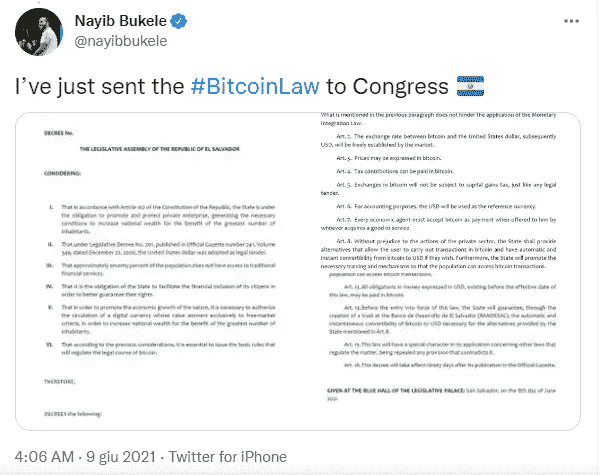 Nayib Bukele
@nayibbukele
I've just sent the #BitcoinLaw to Congress
DECREE No.
THE LEGISLATIVE ASSEMBLY OF THE REPUBLIC OF EL SALVADOR
CONSIDERING:
I. That in accordance with Article 102 of the Constitution of the Republic, the State is under
the obligation to promote and protect private enterprise, generating the necessary
conditions to increase national wealth for the benefit of the greatest number of
inhabitants.
II. That under Legislative Decree No. 201, published in Official Gazette number 241, Volume
349, dated December 22, 2000, the United States dollar was adopted as legal tender.
III. That approximately seventy percent of the population does not have access to traditional
financial services.
IV. That it is the obligation of the State to facilitate the financial inclusion of its citizens in
order to better guarantee their rights.
V. That in order to promote the economic growth of the nation, it is necessary to authorize
the circulation of a digital currency whose value answers exclusively to free-market
criteria, in order to increase national wealth for the benefit of the greatest number of
inhabitants.
VI. That according to the previous considerations, it is essential to issue the basic rules that
will regulate the legal course of bitcoin.
THEREFORE,
DECREES the following:
What is mentioned in the previous paragraph does not hinder the application of the Monetary
Integration Law.
Art. 2. The exchange rate between bitcoin and the United States dollar, subsequently
USD, will be freely established by the market.
Art. 3. Prices may be expressed in bitcoin.
Art. 4. Tax contributions can be paid in bitcoin.
Art. 5. Exchanges in bitcoin will not be subject to capital gains tax, just like any legal
tender.
Art. 6. For accounting purposes, the USD will be used as the reference currency.
Art. 7. Every economic agent must accept bitcoin as payment when offered to him by
whoever acquires a good or service.
Art. 8. Without prejudice to the actions of the private sector, the State shall provide
alternatives that allow the user to carry out transactions in bitcoin and have automatic and
instant convertibility from bitcoin to USD if they wish. Furthermore, the State will promote the
necessary training and mechanisms so that the population can access bitcoin transactions.
population can access bitcoin transactions.
Art. 13. All obligations in money expressed in USD, existing before the effective date of
this law, may be paid in bitcoin.
Art. 14. Before the entry into force of this law, the State will guarantee, through the
creation of a trust at the Banco de Desarrollo de El Salvador (BANDESAL), the automatic and
instantaneous convertibility of bitcoin to USD necessary for the alternatives provided by the
State mentioned in Art. 8.
Art. 15. This law will have a special character in its application concerning other laws that
regulate the matter, being repealed any provision that contradicts it.
Art. 16. This decree will take effect ninety days after its publication in the Official Gazette.
GIVEN AT THE BLUE HALL OF THE LEGISLATIVE PALACE: San Salvador, on the 8th day of June
2021
4:06 AM · 9 giu 2021 · Twitter for iPhone